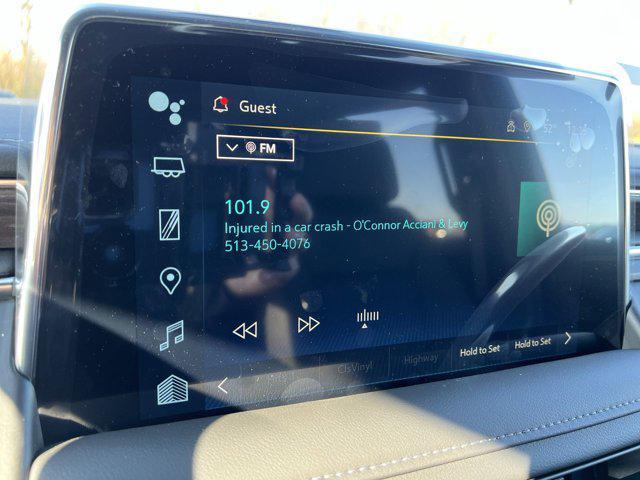 Guest
FM
101.9
Injured in a car crash - O'Connor Acciani & Levy
513-450-4076
ClsVinyl
Highway
Hold to Set
Hold to Set